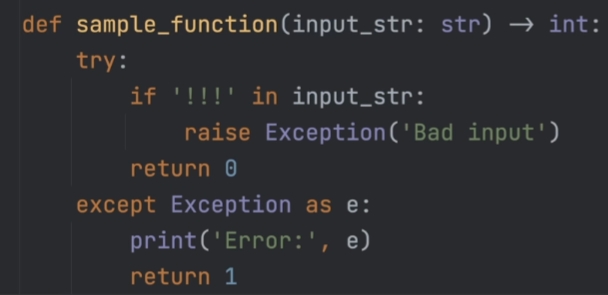 def sample_function(input_str: str) -> int:
    try:
        if '!!!' in input_str:
            raise Exception('Bad input')
        return 0
    except Exception as e:
        print('Error:', e)
        return 1